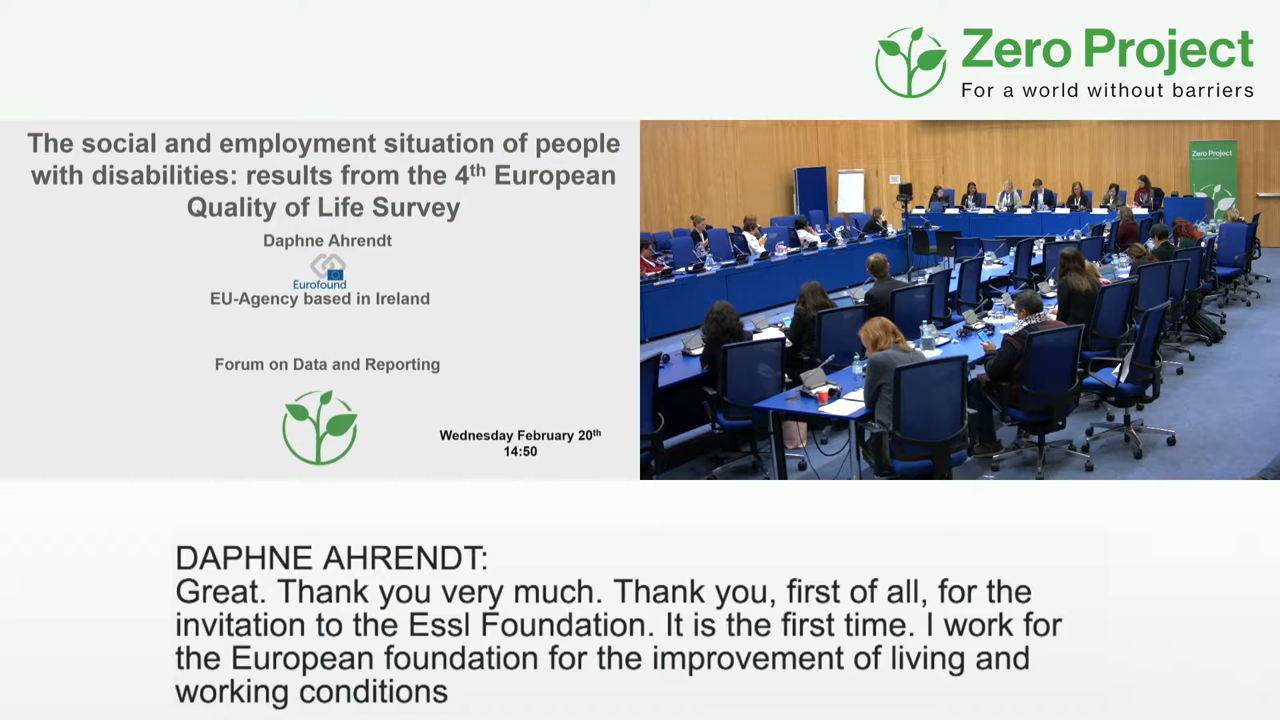 Zero Project
For a world without barriers
The social and employment situation of people
with disabilities: results from the 4th European
Quality of Life Survey
Daphne Ahrendt
Eurofound
EU-Agency based in Ireland
Forum on Data and Reporting
Wednesday February 20th
14:50
Zero Project
DAPHNE AHRENDT:
Great. Thank you very much. Thank you, first of all, for the
invitation to the Essl Foundation. It is the first time. I work for
the European foundation for the improvement of living and
working conditions